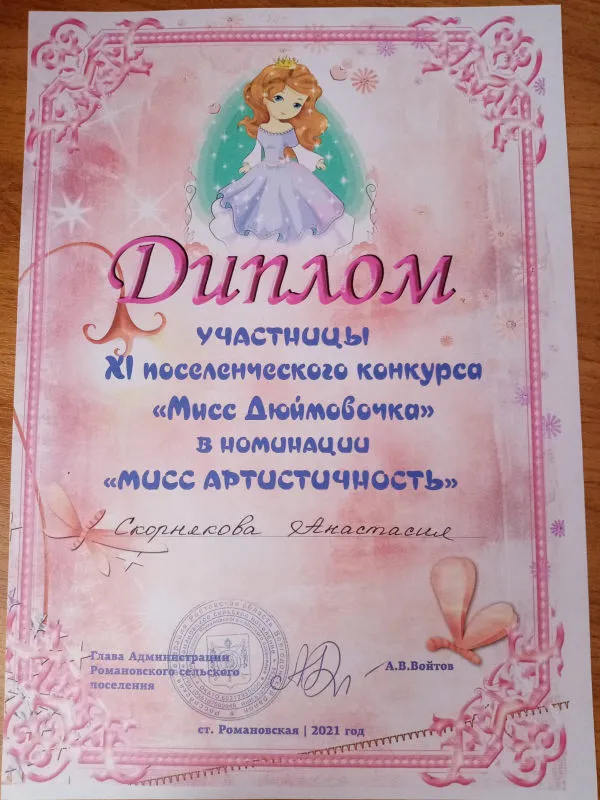 Диплом
участницы
XI поселенческого конкурса
«Мисс Дюймовочка»
в номинации
«МИСС АРТИСТИЧНОСТЬ»
Скорнякова Анастасия
Глава Администрации
Романовского сельского
поселения
А.В.Войтов
ст. Романовская | 2021 год